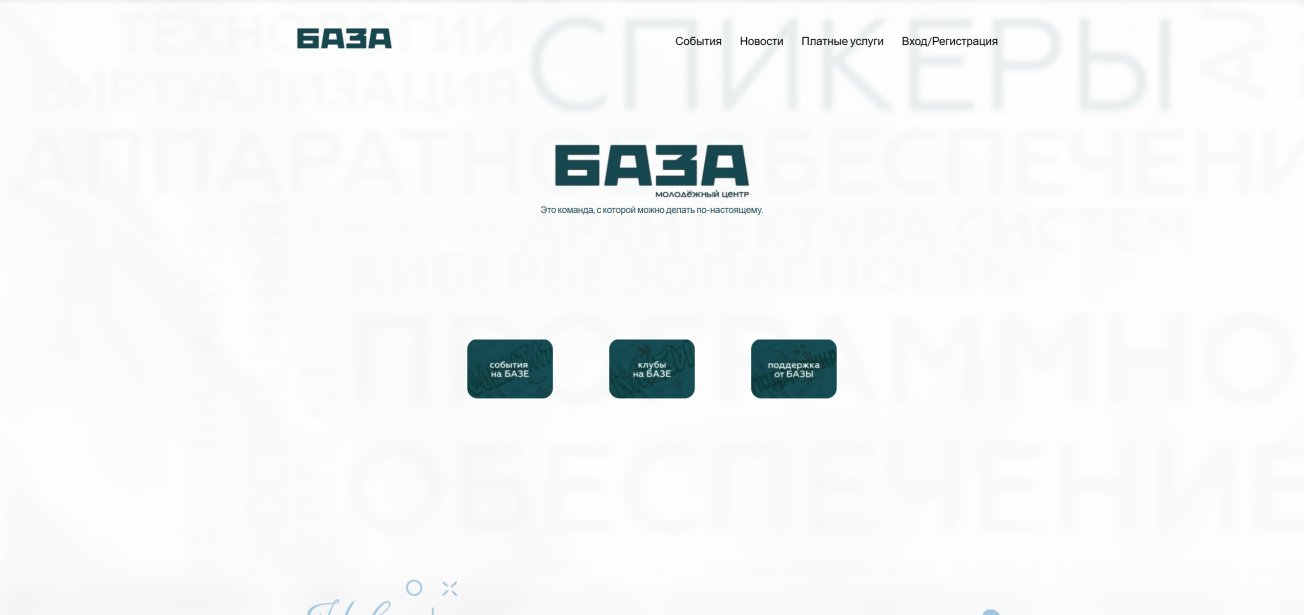 БАЗА
События Новости Платные услуги Вход/Регистрация
ТЕХНОЛОГИИ
СПИКЕРЫ
ВИРТУАЛИЗАЦИЯ
АППАРАТНОЕ ОБЕСПЕЧЕНИ
БАЗА
МОЛОДЁЖНЫЙ ЦЕНТР
Это команда, с которой можно делать по-настоящему.
АРХИТЕКТУРА СИСТЕМ
КИБЕРБЕЗОПАСНОСТЬ
ПРОГРАММНО
события
на БАЗЕ
клубы
на БАЗЕ
поддержка
от БАЗЫ
ОБЕСПЕЧЕНИЕ